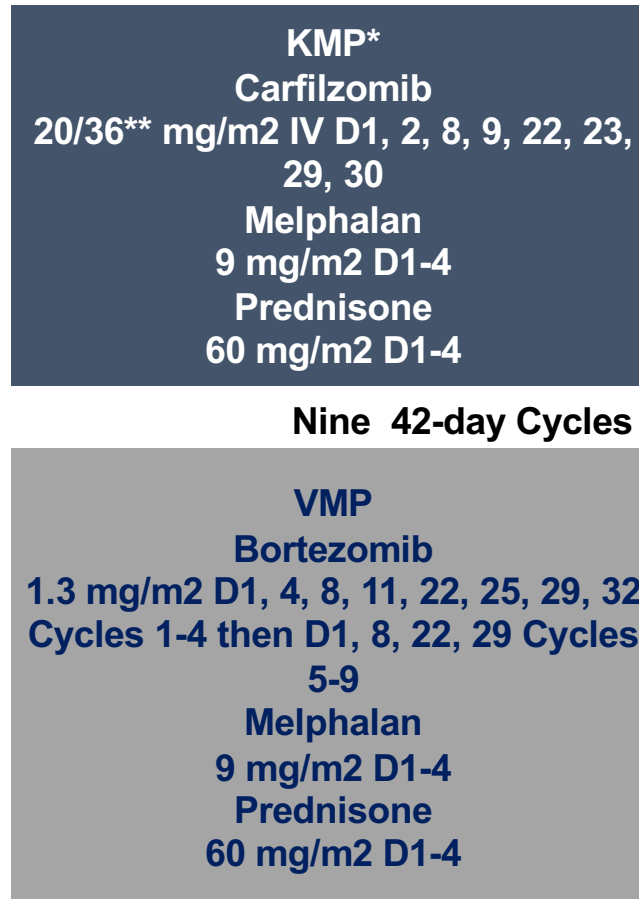 KMP*
Carfilzomib
20/36** mg/m2 IV D1, 2, 8, 9, 22, 23,
29, 30
Melphalan
9 mg/m2 D1-4
Prednisone
60 mg/m2 D1-4
Nine 42-day Cycles
VMP
Bortezomib
1.3 mg/m2 D1, 4, 8, 11, 22, 25, 29, 32
Cycles 1-4 then D1, 8, 22, 29 Cycles
5-9
Melphalan
9 mg/m2 D1-4
Prednisone
60 mg/m2 D1-4